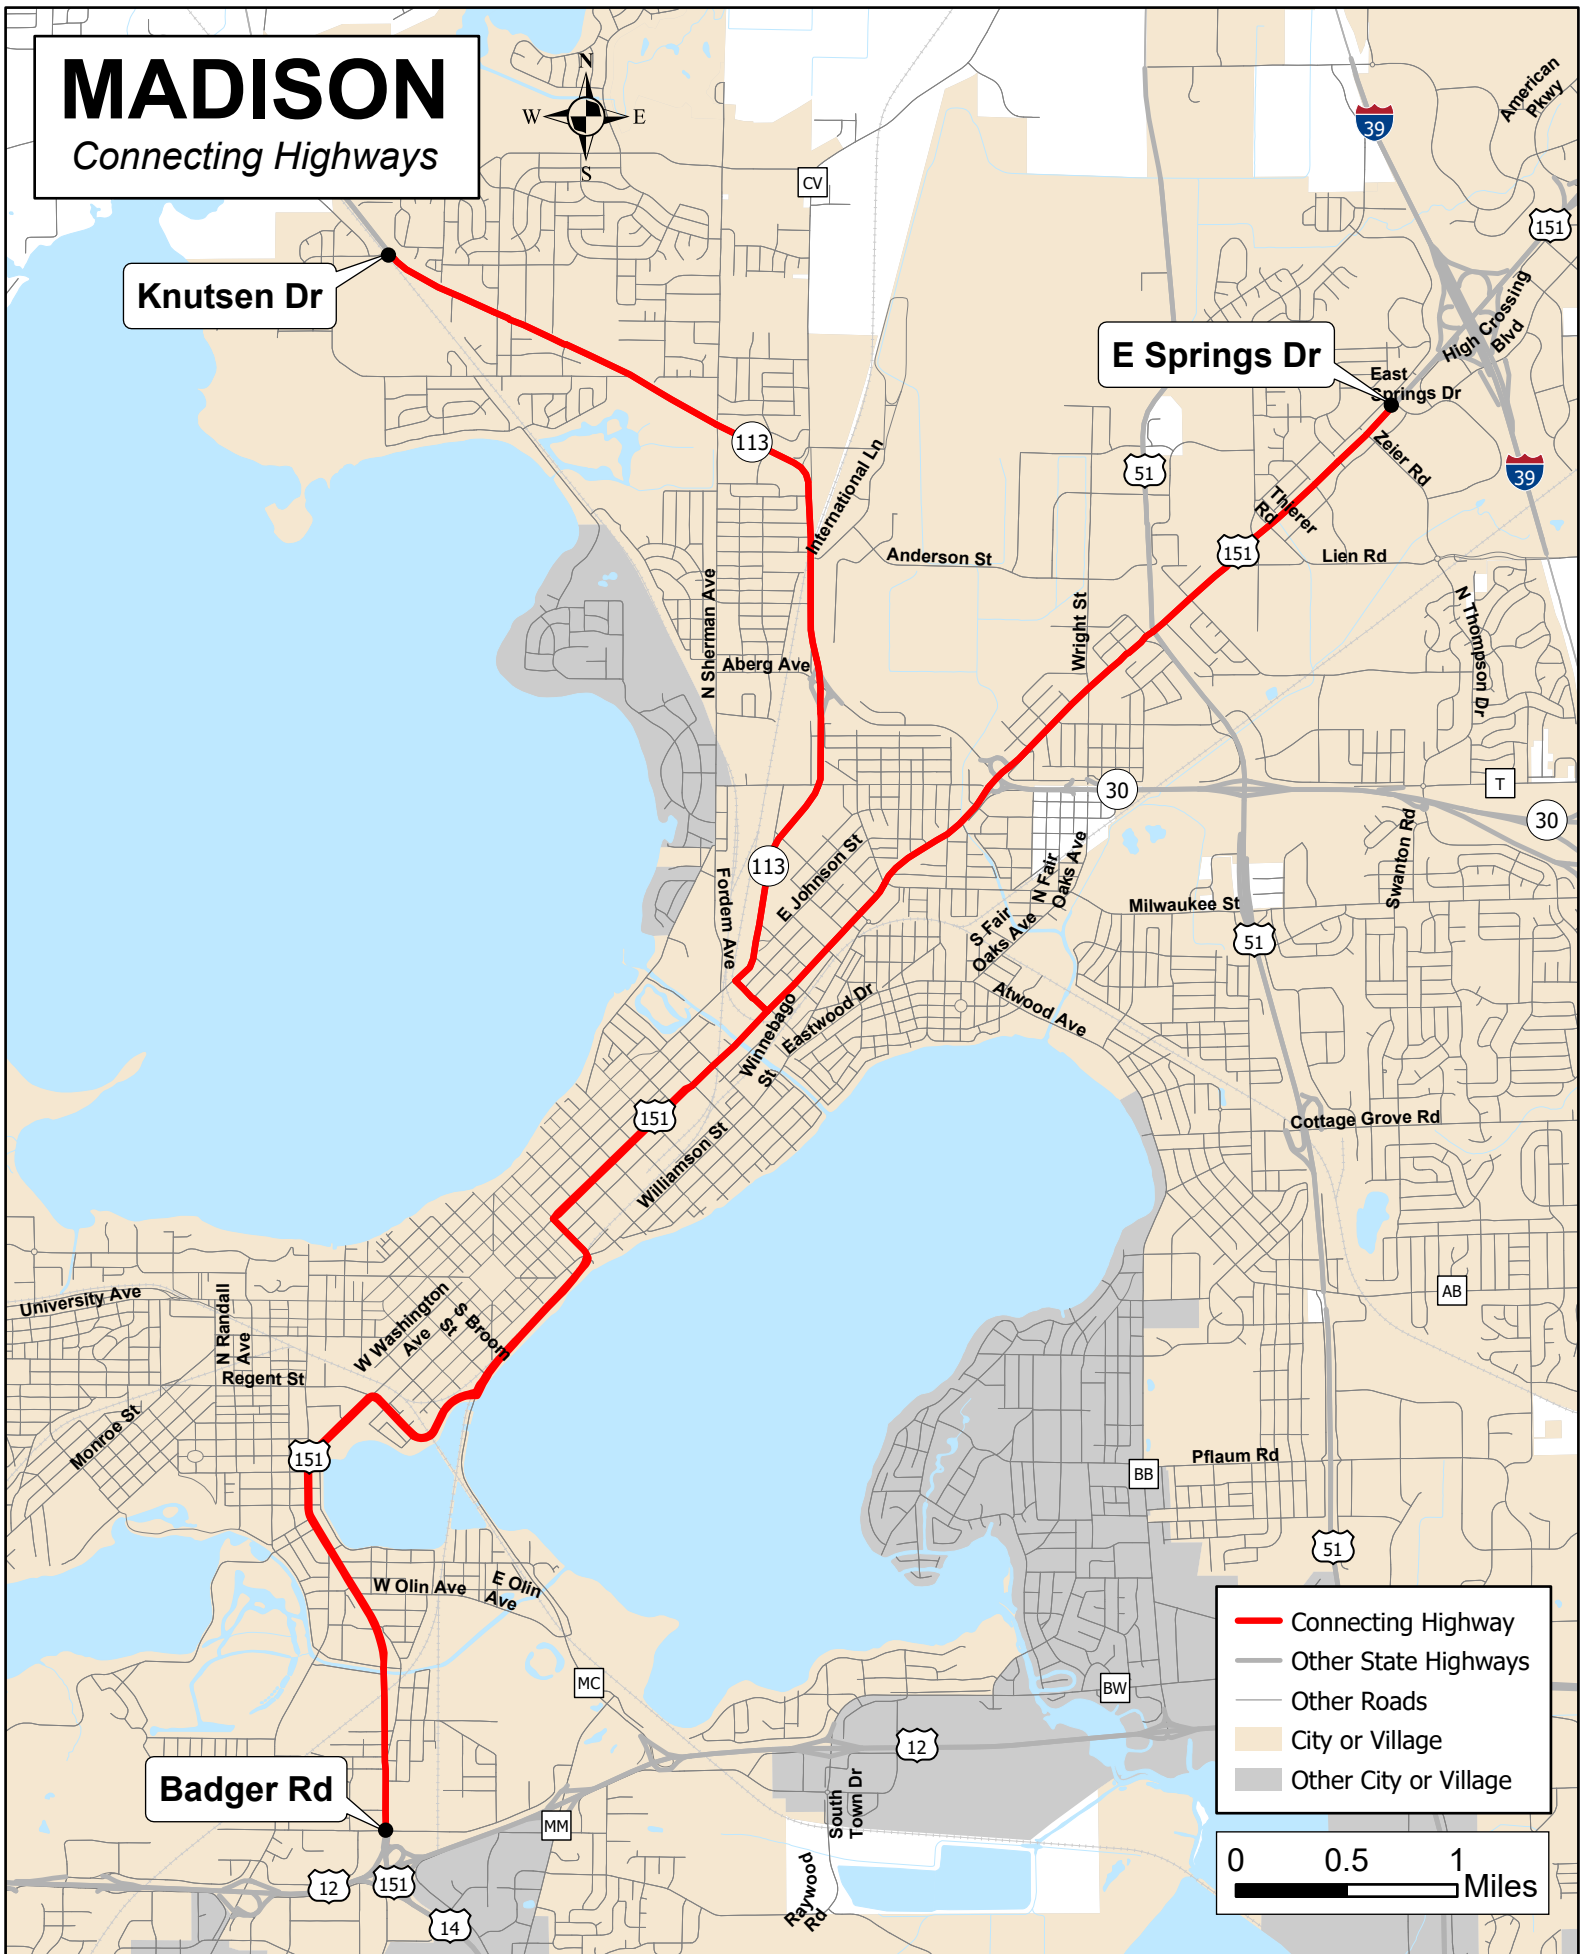 MADISON
Connecting Highways
N
W
E
S
CV
39
American
Pkwy
151
Knutsen Dr
High Crossing
Blvd
E Springs Dr
East
Springs Dr
113
Zeier Rd
51
39
International Ln
Thierer
Rd
151
Anderson St
Lien Rd
N Sherman Ave
Wright St
N Thompson Dr
Aberg Ave
30
T
30
113
E Johnson St
Fordem Ave
N Fair
Oaks Ave
Swanton Rd
Milwaukee St
S Fair
Oaks Ave
51
Winnebago
St
Eastwood Dr
Atwood Ave
151
Williamson St
Cottage Grove Rd
University Ave
N Randall
Ave
W Washington
Ave
S Broom
St
AB
Regent St
Monroe St
151
Pflaum Rd
BB
51
W Olin Ave
E Olin
Ave
MC
BW
12
South
Town Dr
Badger Rd
MM
12
151
14
Raywood
Rd
Connecting Highway
Other State Highways
Other Roads
City or Village
Other City or Village
0 0.5 1
Miles